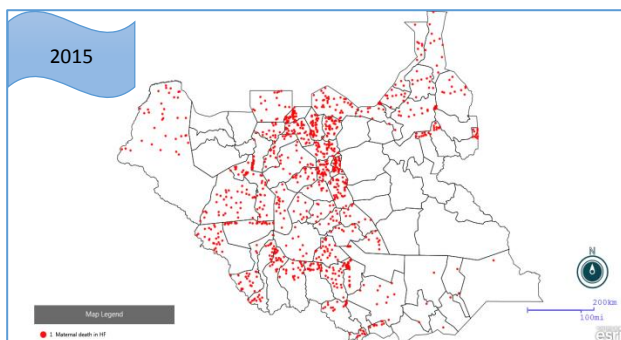 2015
N
200km
100mi
esri
Map Legend
1 Maternal death in HF